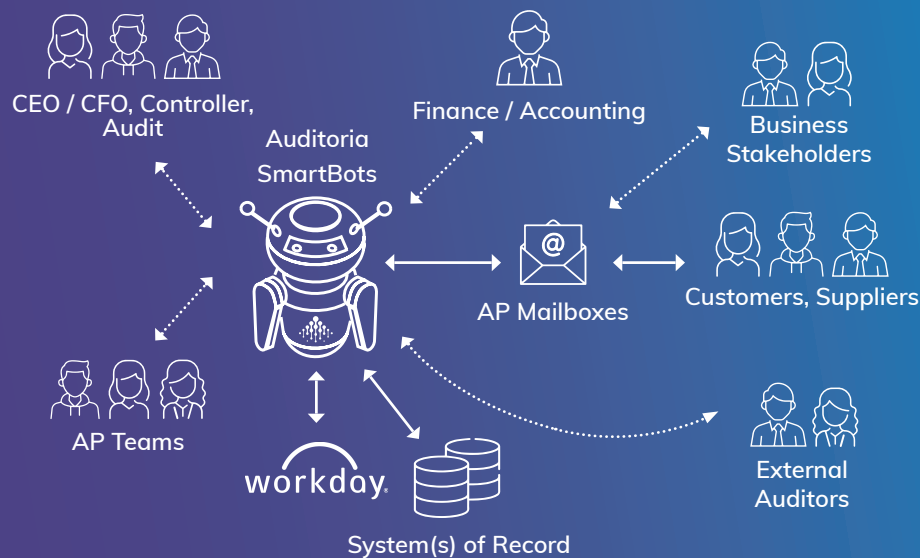 CEO / CFO, Controller,
Audit
Auditoria
SmartBots
Finance / Accounting
Business
Stakeholders
@
AP Mailboxes
Customers, Suppliers
AP Teams
workday.
System(s) of Record
External
Auditors